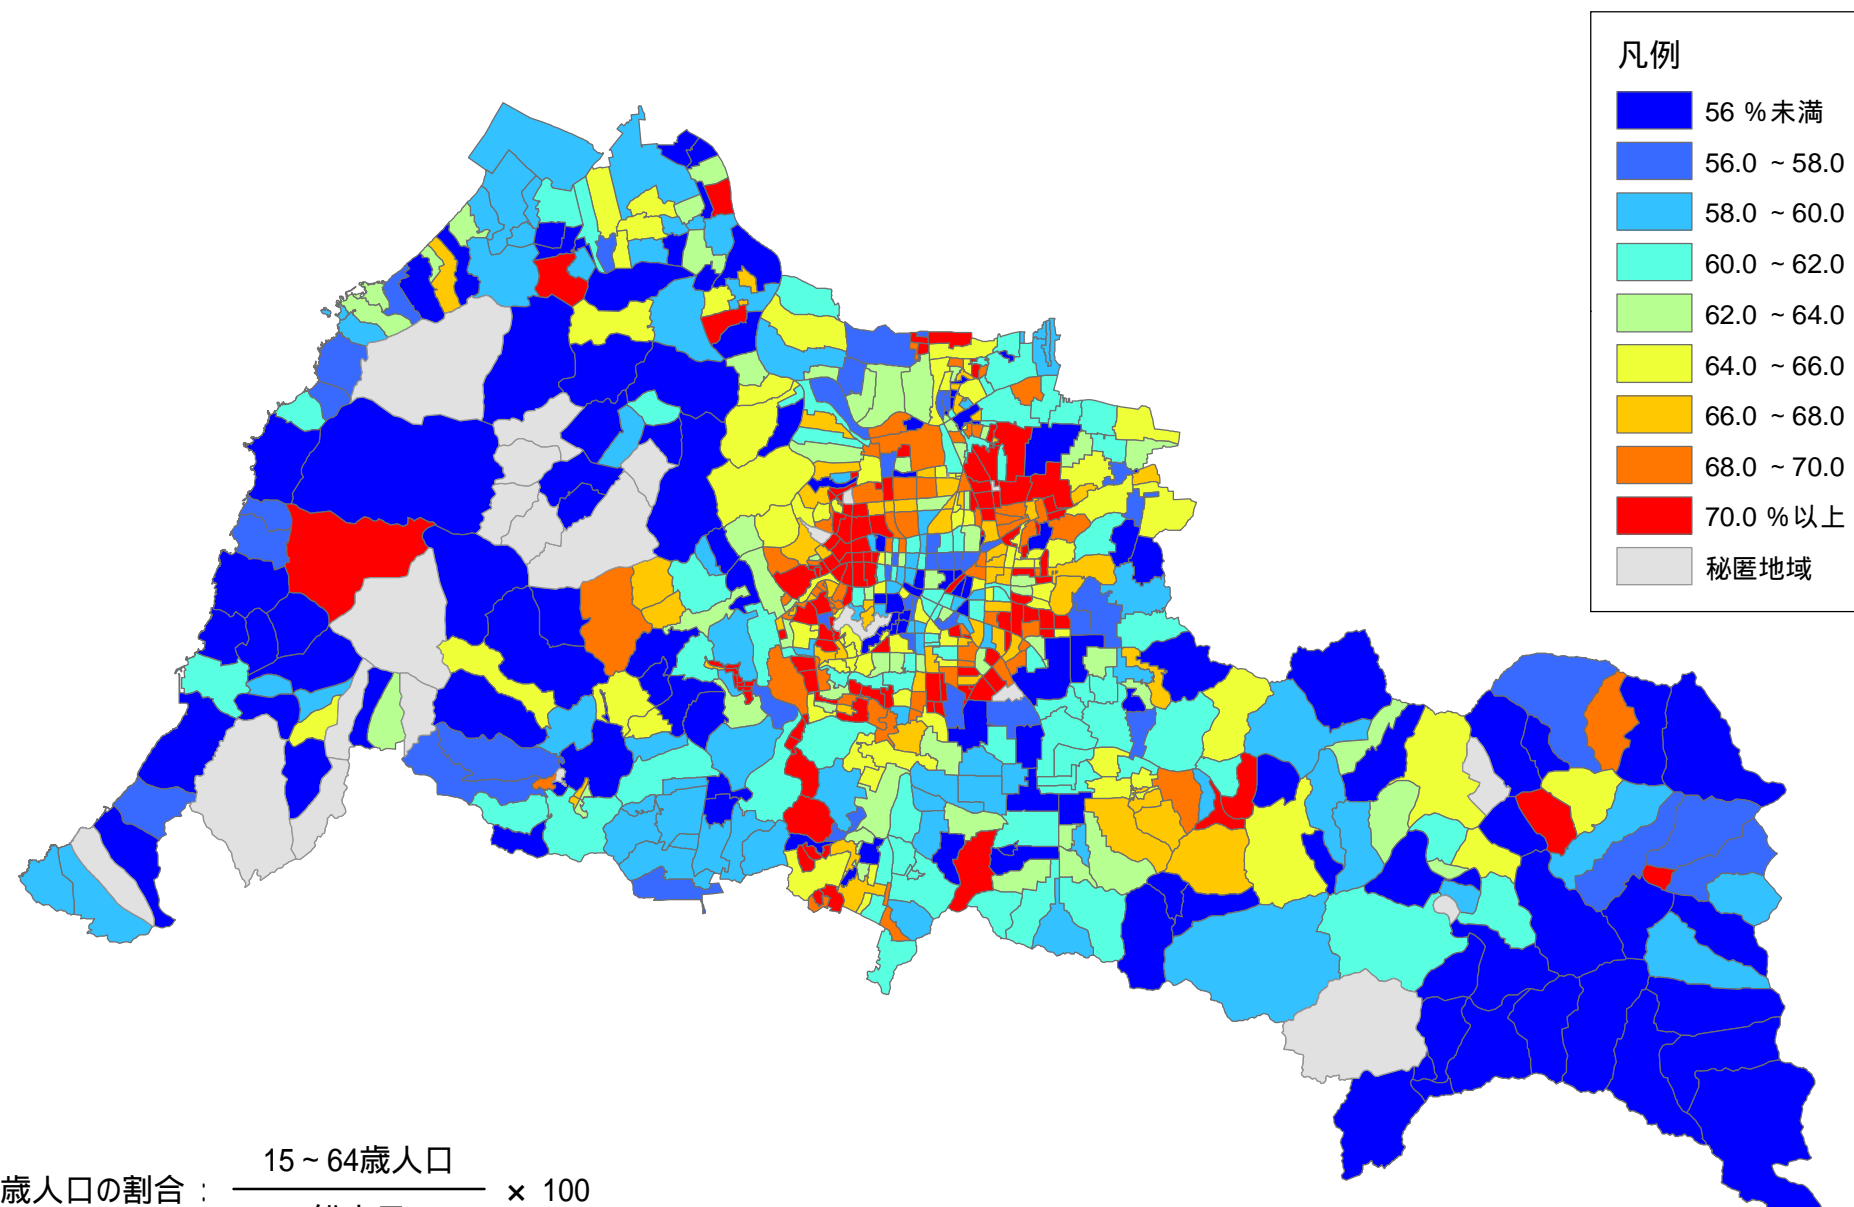 凡例
56 %未満
56.0 ~ 58.0
58.0 ~ 60.0
60.0 ~ 62.0
62.0 ~ 64.0
64.0 ~ 66.0
66.0 ~ 68.0
68.0 ~ 70.0
70.0 %以上
秘匿地域
15 ~ 64歳人口
歳人口の割合 : × 100